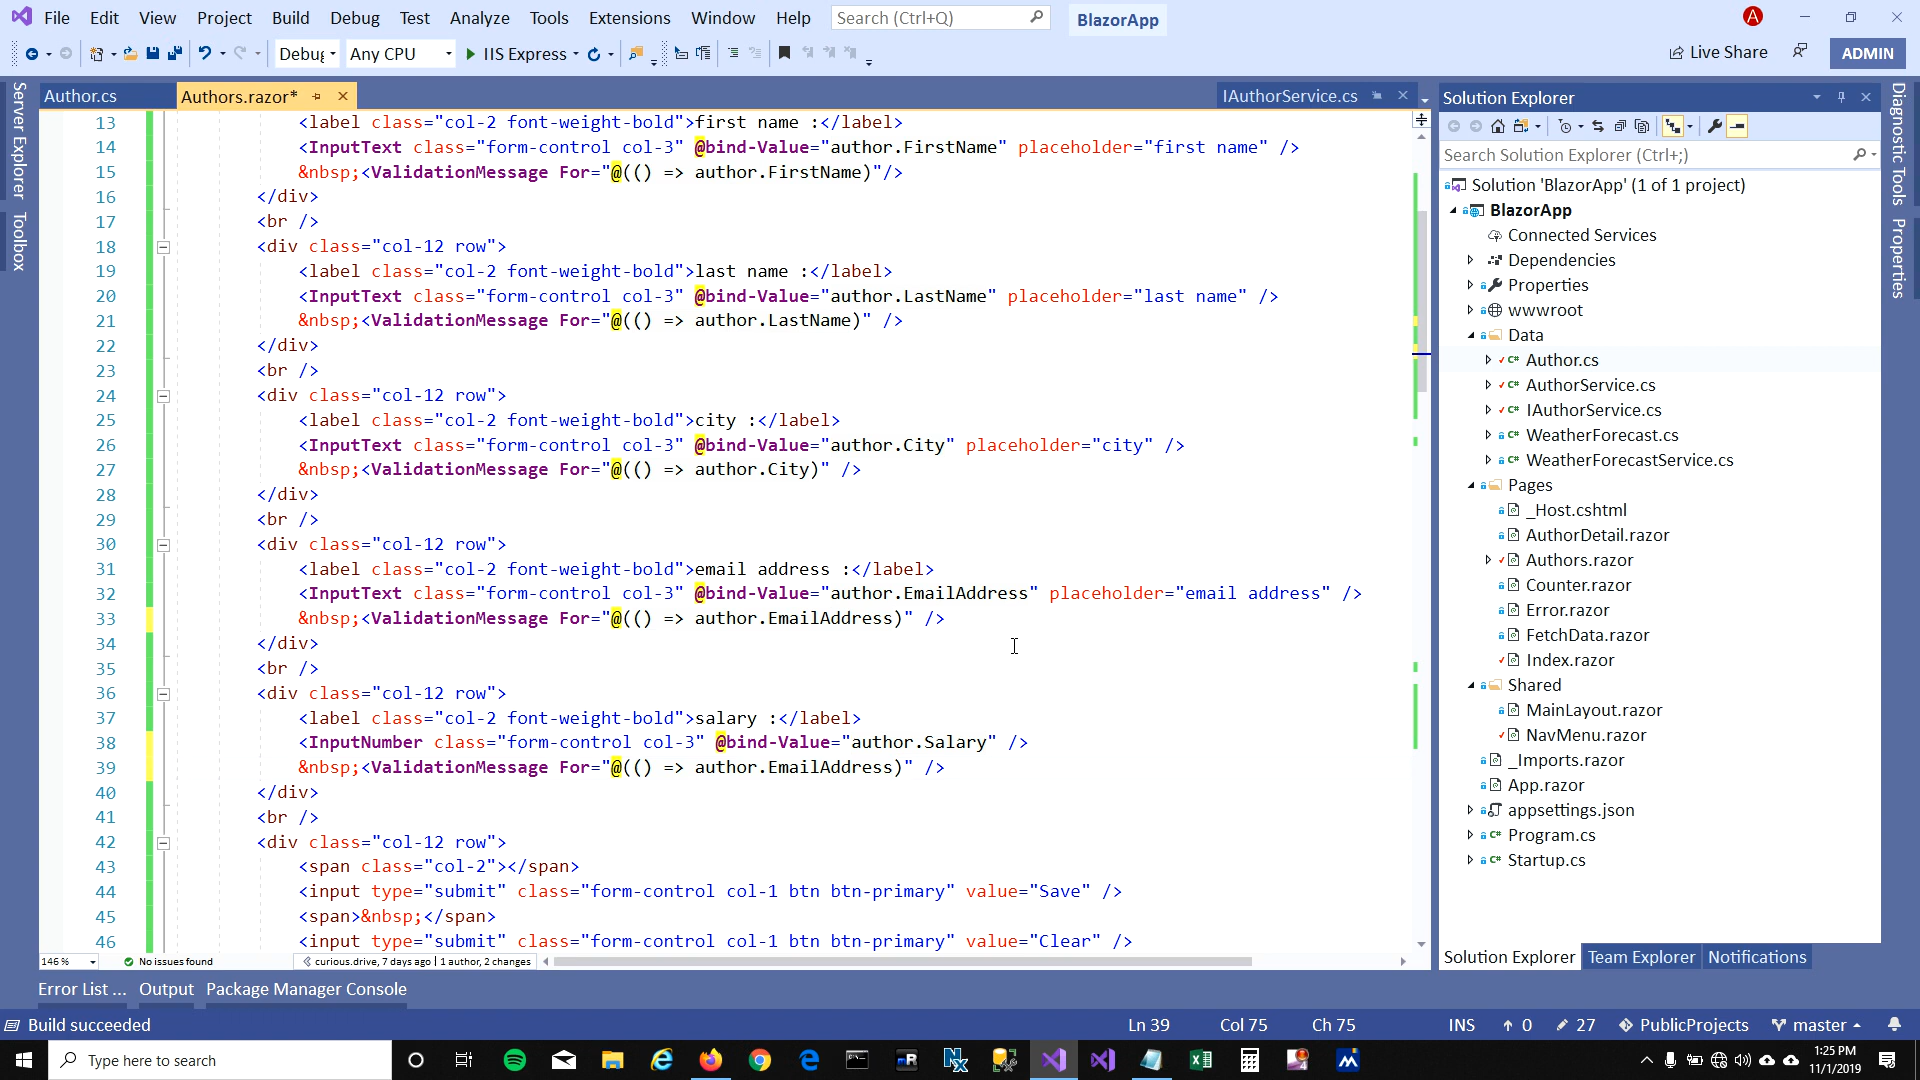 File Edit View Project Build Debug Test Analyze Tools Extensions Window Help Search (Ctrl+Q) BlazorApp A
Debug Any CPU IIS Express Live Share ADMIN
Server Explorer
Toolbox
Author.cs Authors.razor* IAuthorService.cs
13 <label class="col-2 font-weight-bold">first name :</label>
14 <InputText class="form-control col-3" @bind-Value="author.FirstName" placeholder="first name" />
15 &nbsp;<ValidationMessage For="@(() => author.FirstName)"/>
16 </div>
17 <br />
18 <div class="col-12 row">
19 <label class="col-2 font-weight-bold">last name :</label>
20 <InputText class="form-control col-3" @bind-Value="author.LastName" placeholder="last name" />
21 &nbsp;<ValidationMessage For="@(() => author.LastName)" />
22 </div>
23 <br />
24 <div class="col-12 row">
25 <label class="col-2 font-weight-bold">city :</label>
26 <InputText class="form-control col-3" @bind-Value="author.City" placeholder="city" />
27 &nbsp;<ValidationMessage For="@(() => author.City)" />
28 </div>
29 <br />
30 <div class="col-12 row">
31 <label class="col-2 font-weight-bold">email address :</label>
32 <InputText class="form-control col-3" @bind-Value="author.EmailAddress" placeholder="email address" />
33 &nbsp;<ValidationMessage For="@(() => author.EmailAddress)" />
34 </div>
35 <br />
36 <div class="col-12 row">
37 <label class="col-2 font-weight-bold">salary :</label>
38 <InputNumber class="form-control col-3" @bind-Value="author.Salary" />
39 &nbsp;<ValidationMessage For="@(() => author.EmailAddress)" />
40 </div>
41 <br />
42 <div class="col-12 row">
43 <span class="col-2"></span>
44 <input type="submit" class="form-control col-1 btn btn-primary" value="Save" />
45 <span>&nbsp;</span>
46 <input type="submit" class="form-control col-1 btn btn-primary" value="Clear" />
146 % No issues found curious.drive, 7 days ago | 1 author, 2 changes
Solution Explorer
Search Solution Explorer (Ctrl+;)
Solution 'BlazorApp' (1 of 1 project)
BlazorApp
Connected Services
Dependencies
Properties
wwwroot
Data
C# Author.cs
C# AuthorService.cs
C# IAuthorService.cs
C# WeatherForecast.cs
C# WeatherForecastService.cs
Pages
_Host.cshtml
AuthorDetail.razor
Authors.razor
Counter.razor
Error.razor
FetchData.razor
Index.razor
Shared
MainLayout.razor
NavMenu.razor
_Imports.razor
App.razor
appsettings.json
C# Program.cs
C# Startup.cs
Solution Explorer Team Explorer Notifications
Diagnostic Tools
Properties
Error List ... Output Package Manager Console
Build succeeded Ln 39 Col 75 Ch 75 INS 0 27 PublicProjects master
Type here to search 1:25 PM
11/1/2019